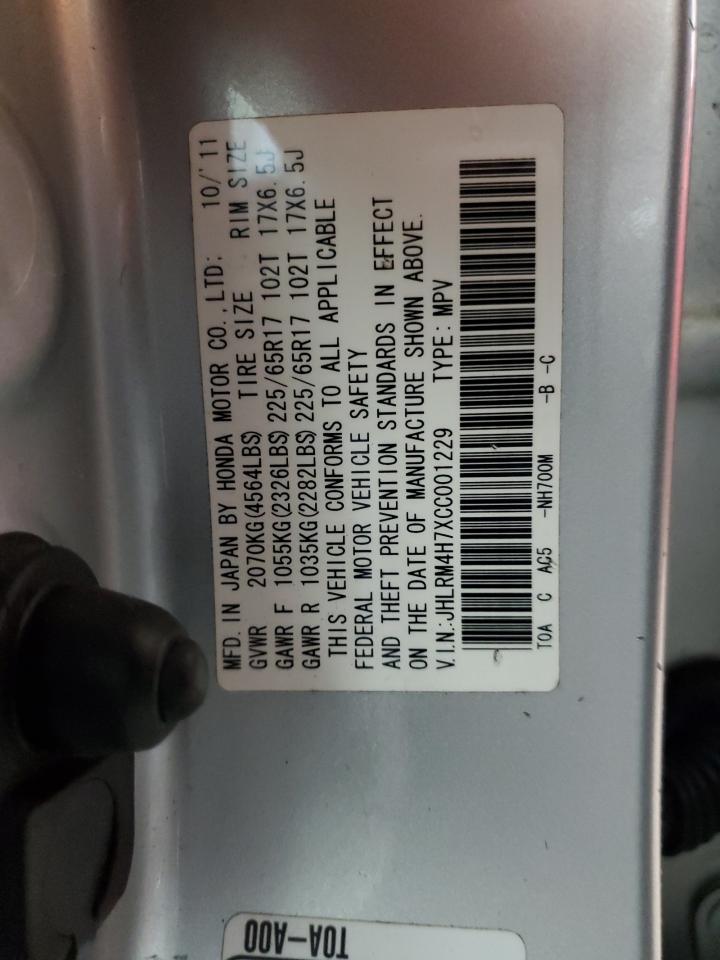 MFD. IN JAPAN BY HONDA MOTOR CO., LTD: 10/'11
GVWR 2070KG(4564LBS) TIRE SIZE RIM SIZE
GAWR F 1055KG(2326LBS) 225/65R17 102T 17X6.5J
GAWR R 1035KG(2282LBS) 225/65R17 102T 17X6.5J
THIS VEHICLE CONFORMS TO ALL APPLICABLE
FEDERAL MOTOR VEHICLE SAFETY
AND THEFT PREVENTION STANDARDS IN EFFECT
ON THE DATE OF MANUFACTURE SHOWN ABOVE.
V.I.N.:JHLRM4H7XCC001229 TYPE: MPV
T0A C AC5 -NH700M -B -C
T0A-A00